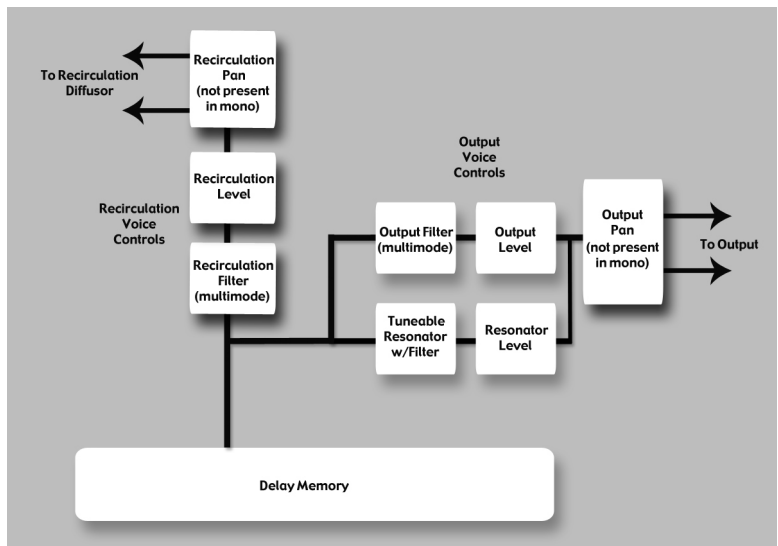 Recirculation
Pan
(not present
in mono)
To Recirculation
Diffusor
Recirculation
Level
Recirculation
Voice
Controls
Recirculation
Filter
(multimode)
Output
Voice
Controls
Output Filter
(multimode)
Output
Level
Output
Pan
(not present
in mono)
To Output
Tuneable
Resonator
w/Filter
Resonator
Level
Delay Memory